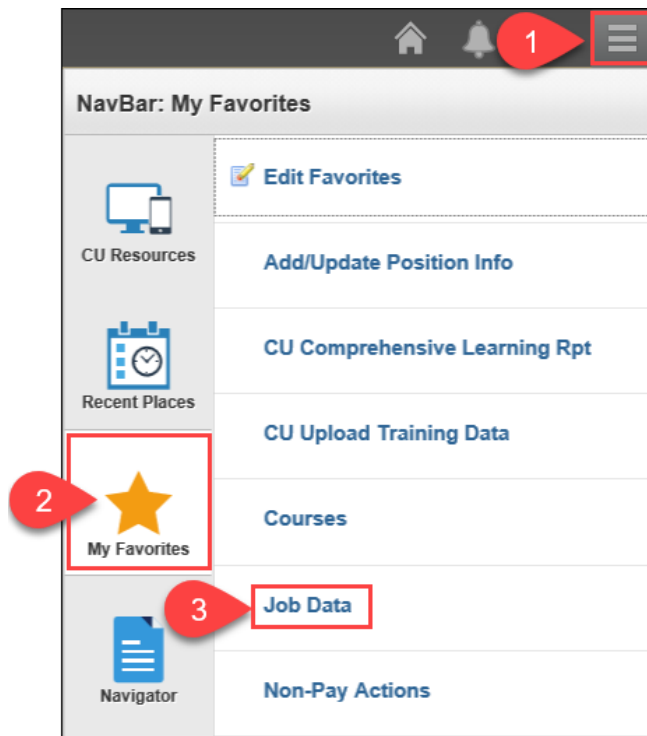 1
NavBar: My Favorites
CU Resources
Recent Places
2
My Favorites
Navigator
Edit Favorites
Add/Update Position Info
CU Comprehensive Learning Rpt
CU Upload Training Data
Courses
3
Job Data
Non-Pay Actions